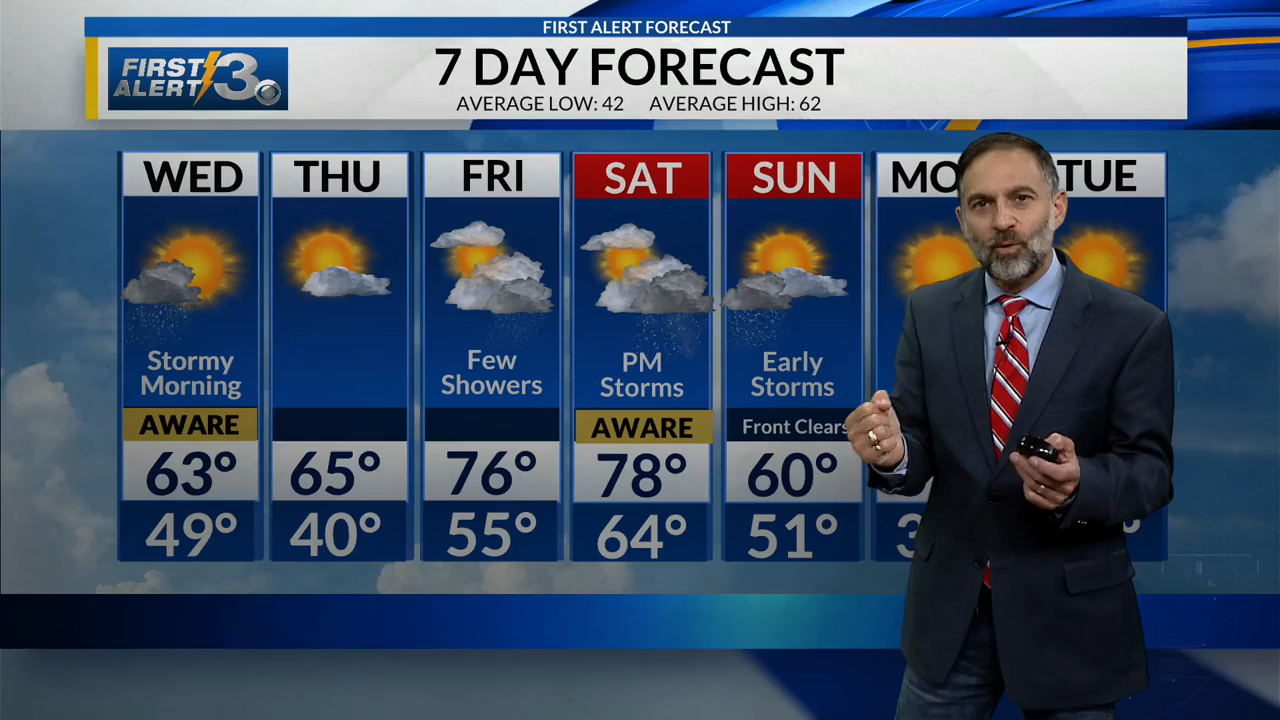 FIRST ALERT FORECAST
FIRST ALERT 3
7 DAY FORECAST
AVERAGE LOW: 42 AVERAGE HIGH: 62
WED THU FRI SAT SUN MO TUE
Stormy Morning
Few Showers
PM Storms
Early Storms
AWARE AWARE Front Clears
63° 65° 76° 78° 60°
49° 40° 55° 64° 51° 3